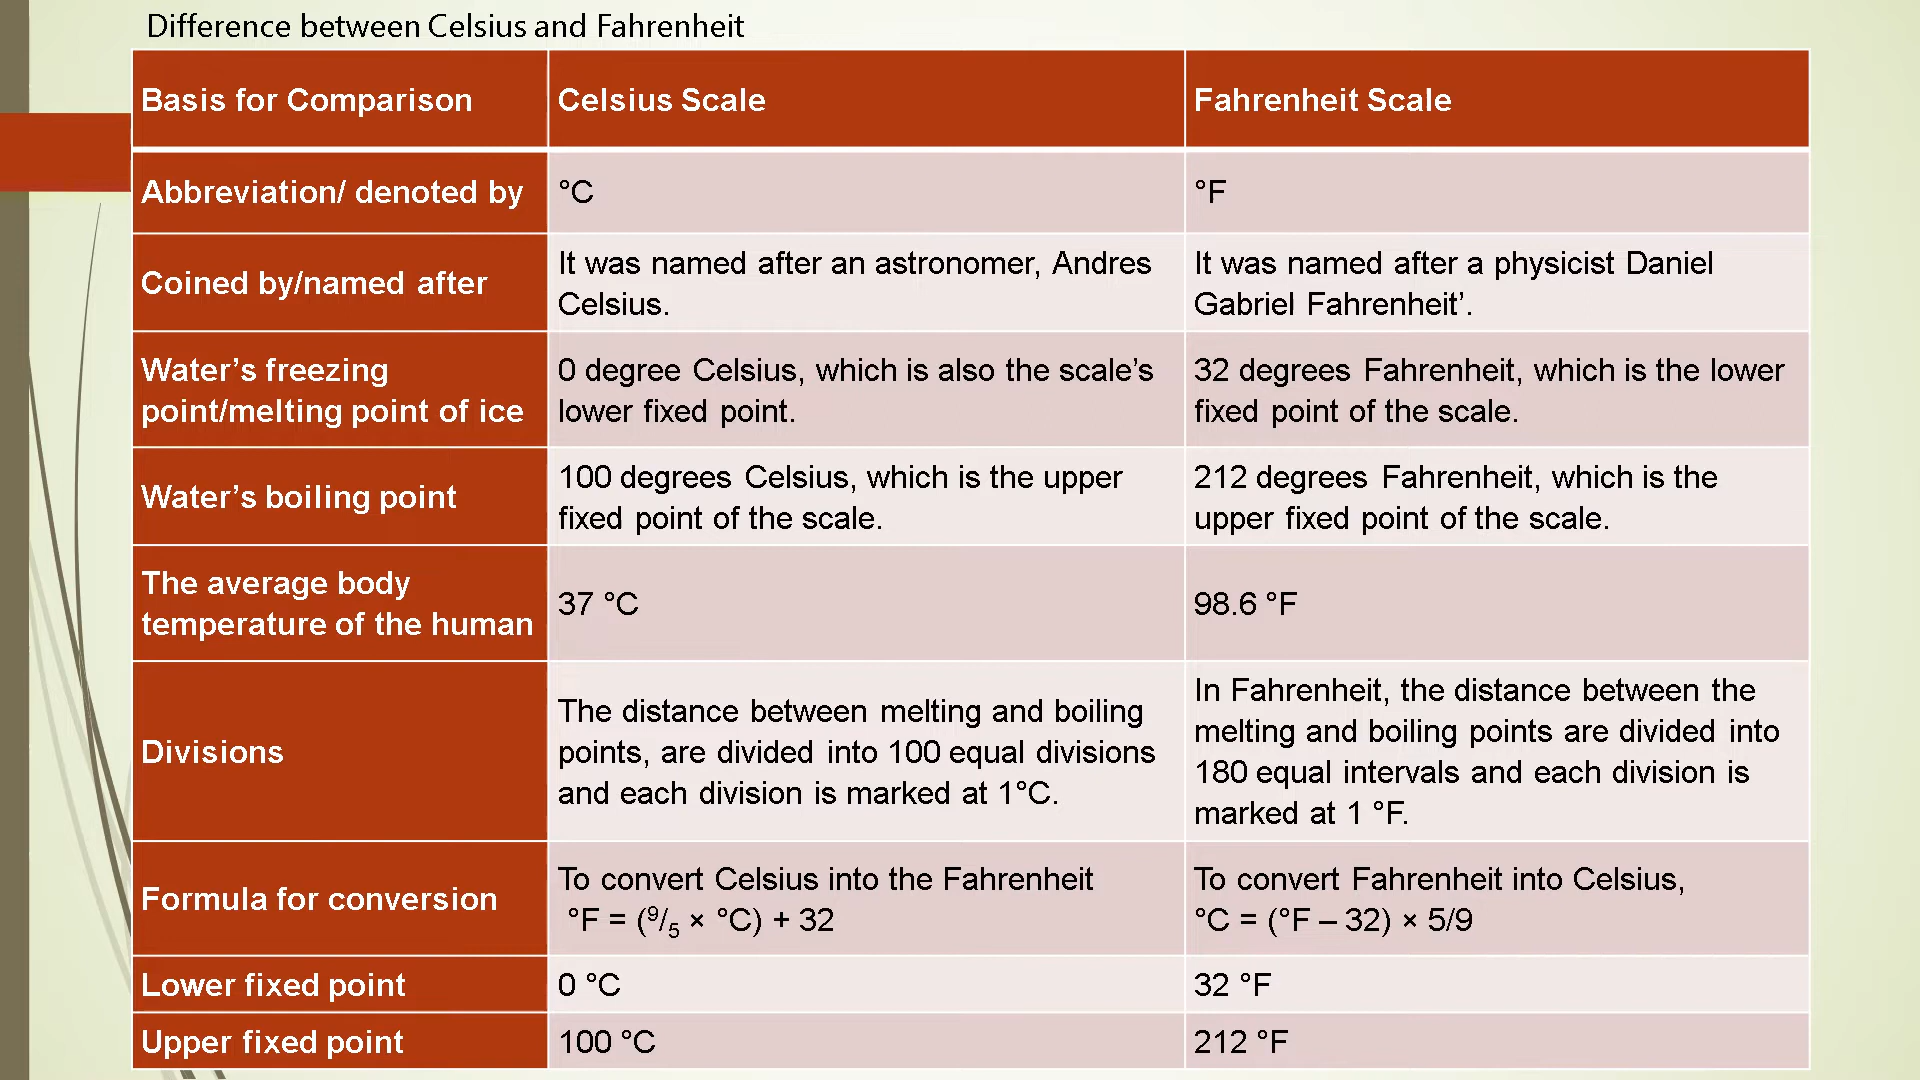 Difference between Celsius and Fahrenheit
Basis for Comparison
Celsius Scale
Fahrenheit Scale
Abbreviation/ denoted by
°C
°F
Coined by/named after
It was named after an astronomer, Andres
Celsius.
It was named after a physicist Daniel
Gabriel Fahrenheit’.
Water’s freezing
point/melting point of ice
0 degree Celsius, which is also the scale’s
lower fixed point.
32 degrees Fahrenheit, which is the lower
fixed point of the scale.
Water’s boiling point
100 degrees Celsius, which is the upper
fixed point of the scale.
212 degrees Fahrenheit, which is the
upper fixed point of the scale.
The average body
temperature of the human
37 °C
98.6 °F
Divisions
The distance between melting and boiling
points, are divided into 100 equal divisions
and each division is marked at 1°C.
In Fahrenheit, the distance between the
melting and boiling points are divided into
180 equal intervals and each division is
marked at 1 °F.
Formula for conversion
To convert Celsius into the Fahrenheit
°F = (⁹/₅ × °C) + 32
To convert Fahrenheit into Celsius,
°C = (°F – 32) × 5/9
Lower fixed point
0 °C
32 °F
Upper fixed point
100 °C
212 °F